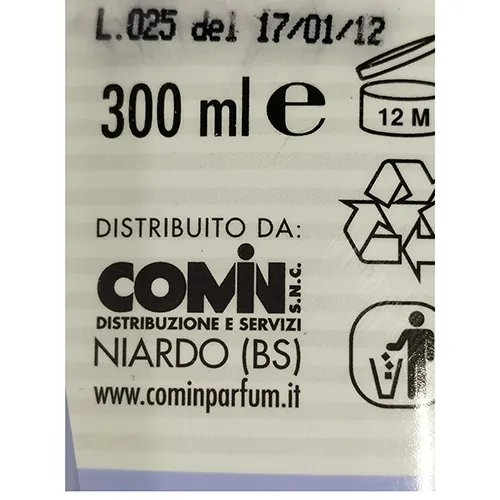 L.025 del 17/01/12
300 ml e
12 M
DISTRIBUITO DA:
COMIN S.N.C.
DISTRIBUZIONE E SERVIZI
NIARDO (BS)
www.cominparfum.it